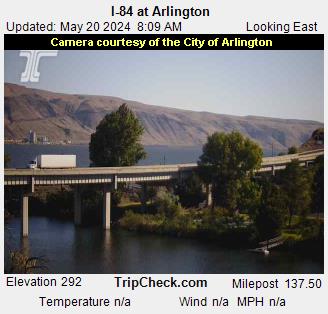 I-84 at Arlington
Updated: May 20 2024 8:09 AM Looking East
Camera courtesy of the City of Arlington
Elevation 292 TripCheck.com Milepost 137.50
Temperature n/a Wind n/a MPH n/a